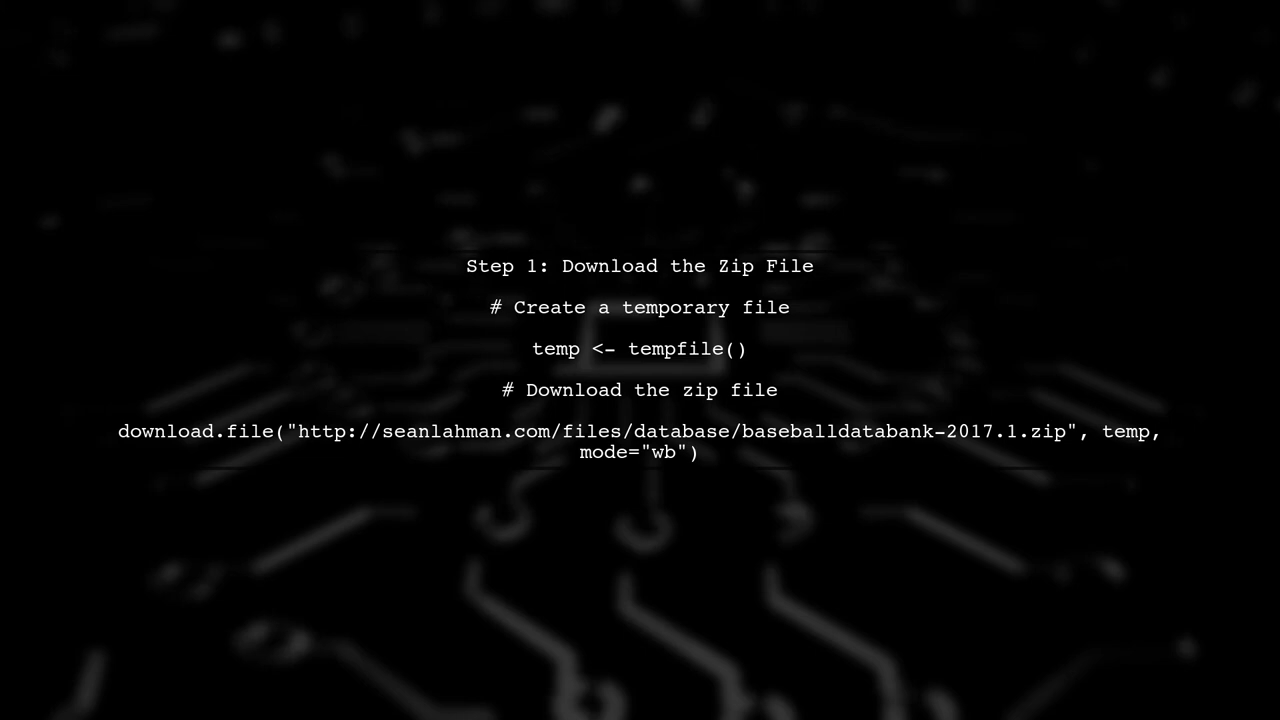 Step 1: Download the Zip File
# Create a temporary file
temp <- tempfile()
# Download the zip file
download.file("http://seanlahman.com/files/database/baseballdatabank-2017.1.zip", temp,
mode="wb")